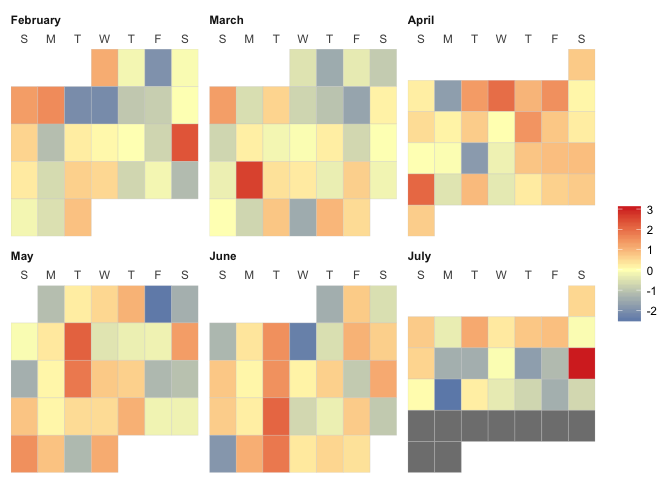 February
March
April
S M T W T F S
S M T W T F S
S M T W T F S
3
2
1
0
-1
-2
May
June
July
S M T W T F S
S M T W T F S
S M T W T F S